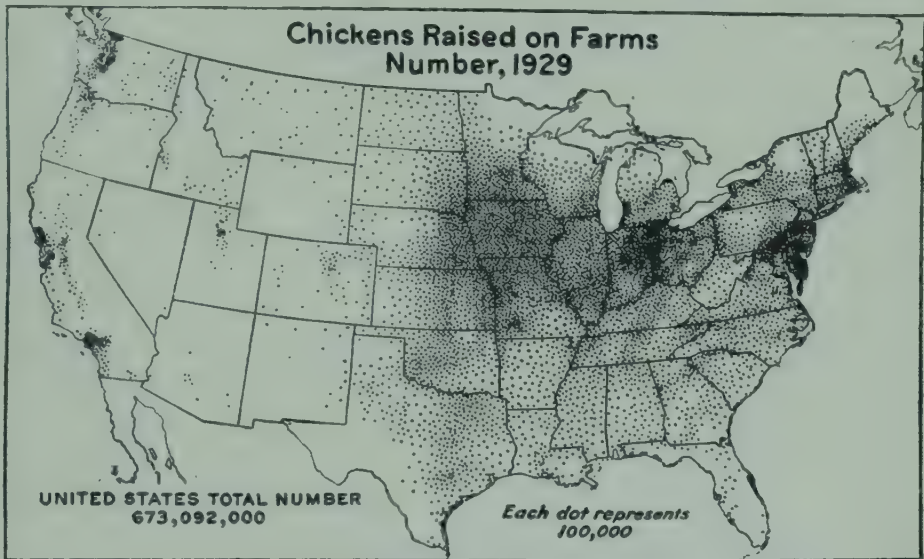 Chickens Raised on Farms
Number, 1929
UNITED STATES TOTAL NUMBER
673,092,000
Each dot represents
100,000